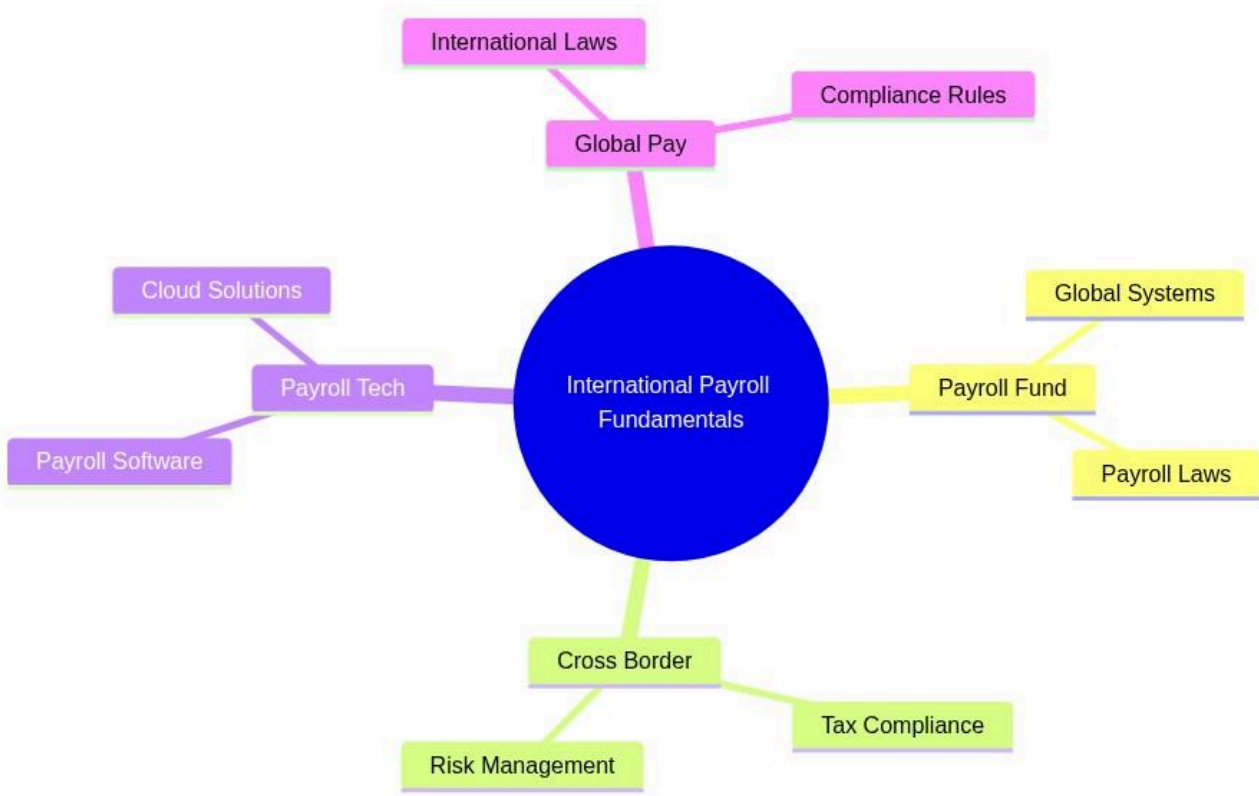 International Laws
Compliance Rules
Global Pay
Cloud Solutions
Global Systems
Payroll Tech
International Payroll
Fundamentals
Payroll Fund
Payroll Software
Payroll Laws
Cross Border
Tax Compliance
Risk Management